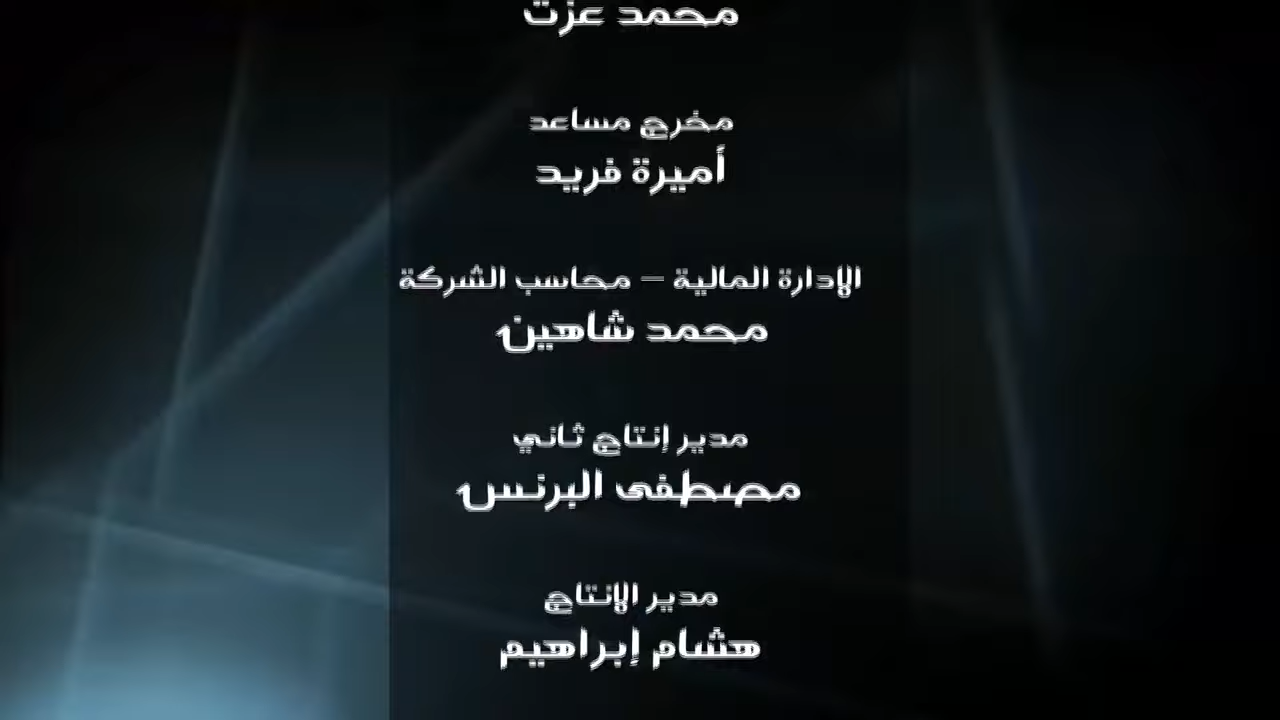 محمد عزت
مخرج مساعد
أميرة فريد
الإدارة المالية – محاسب الشركة
محمد شاهين
مدير إنتاج ثاني
مصطفى البرنس
مدير الإنتاج
هشام إبراهيم